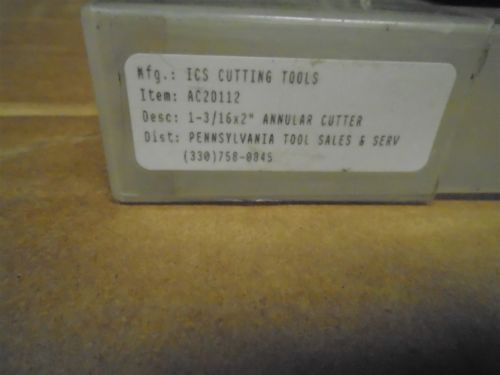 Mfg.: ICS CUTTING TOOLS
Item: AC20112
Desc: 1-3/16x2" ANNULAR CUTTER
Dist: PENNSYLVANIA TOOL SALES & SERV
(330)758-0845